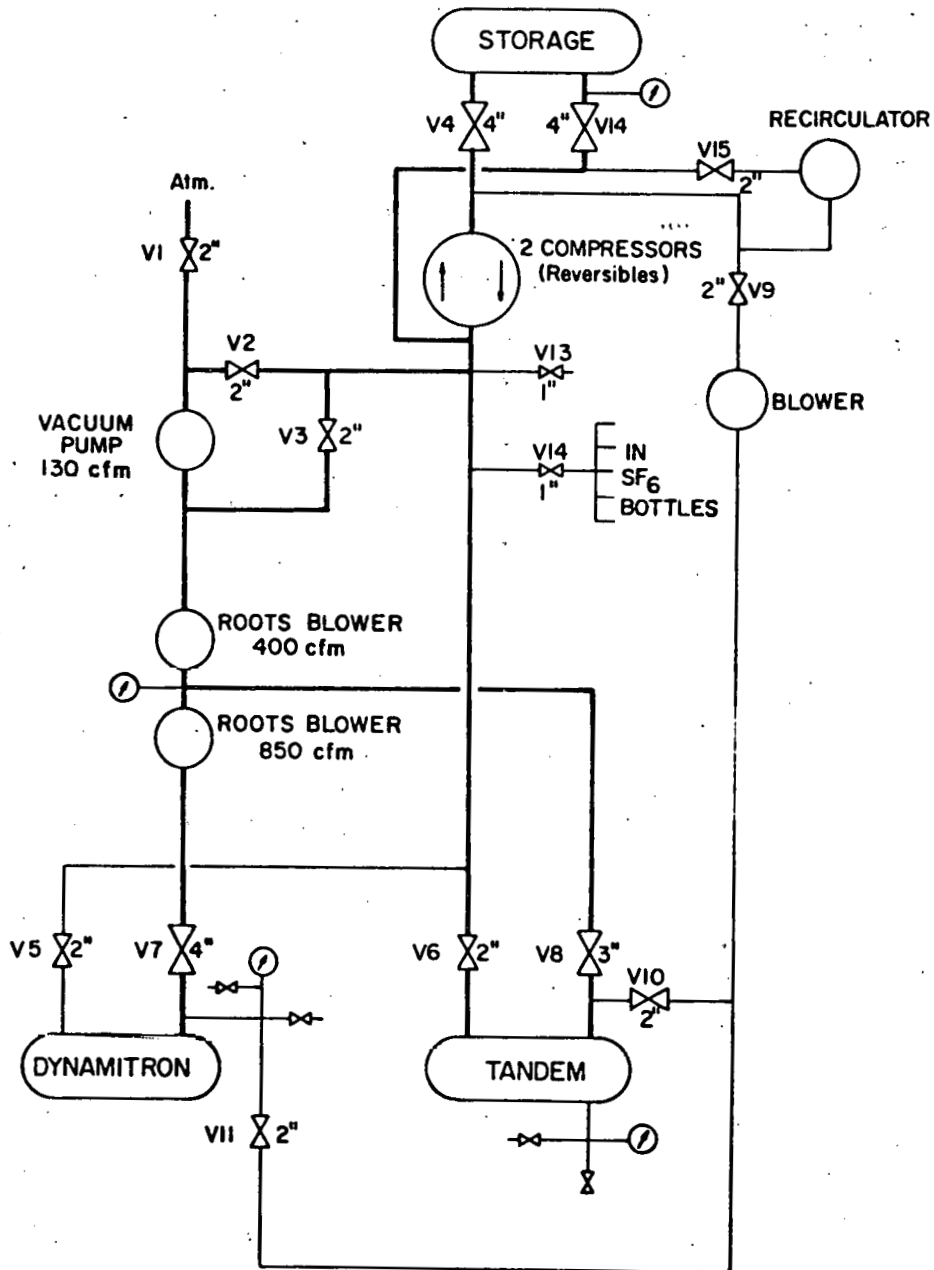 STORAGE
V4 4"
4" V14
RECIRCULATOR
V15
2"
Atm.
V1 2"
2 COMPRESSORS
(Reversibles)
2" V9
V2
2"
V13
1"
BLOWER
VACUUM
PUMP
130 cfm
V3 2"
V14
1"
IN
SF6
BOTTLES
ROOTS BLOWER
400 cfm
ROOTS BLOWER
850 cfm
V5 2"
V7 4"
V6 2"
V8 3"
V10
2"
DYNAMITRON
TANDEM
V11 2"